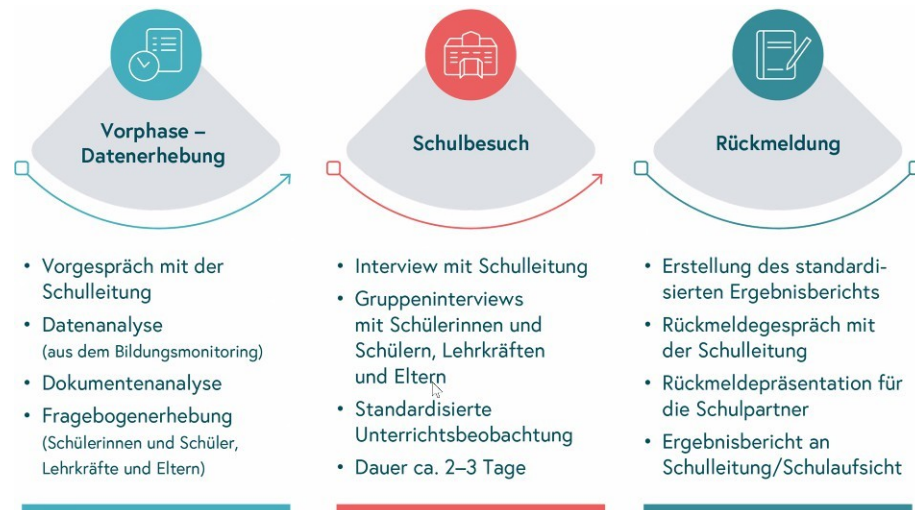 Vorphase –
Datenerhebung
• Vorgespräch mit der
Schulleitung
• Datenanalyse
(aus dem Bildungsmonitoring)
• Dokumentenanalyse
• Fragebogenerhebung
(Schülerinnen und Schüler,
Lehrkräfte und Eltern)
Schulbesuch
• Interview mit Schulleitung
• Gruppeninterviews
mit Schülerinnen und
Schülern, Lehrkräften
und Eltern
• Standardisierte
Unterrichtsbeobachtung
• Dauer ca. 2–3 Tage
Rückmeldung
• Erstellung des standardi-
sierten Ergebnisberichts
• Rückmeldegespräch mit
der Schulleitung
• Rückmeldepräsentation für
die Schulpartner
• Ergebnisbericht an
Schulleitung/Schulaufsicht